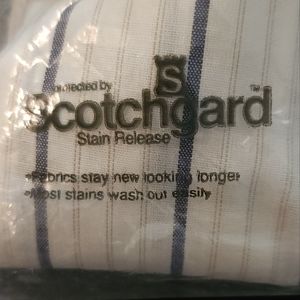 protected by
S
Scotchgard™
Stain Release
•Fabrics stay new looking longer
•Most stains wash out easily